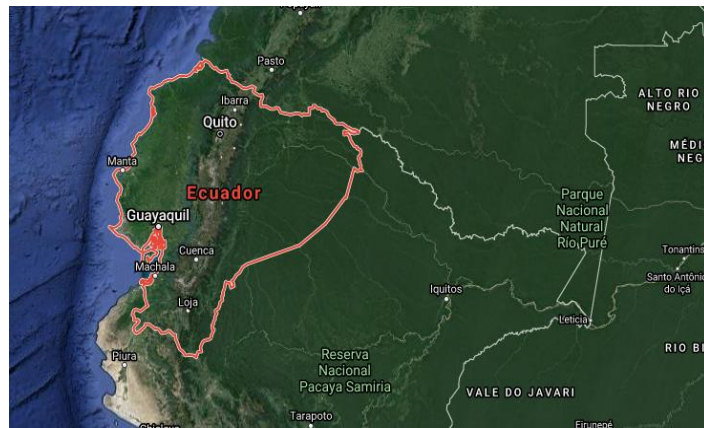 Pasto
ALTO RIO
NEGRO
Ibarra
Quito
MÉDI
NEG
Manta
Ecuador
Parque
Nacional
Natural
Río Puré
Guayaquil
Tonantins
Cuenca
Machala
Santo Antônio
do Içá
Iquitos
Loja
Leticia
RIO B
Piura
Reserva
Nacional
Pacaya Samiria
VALE DO JAVARI
Tarapoto
Eirunepé